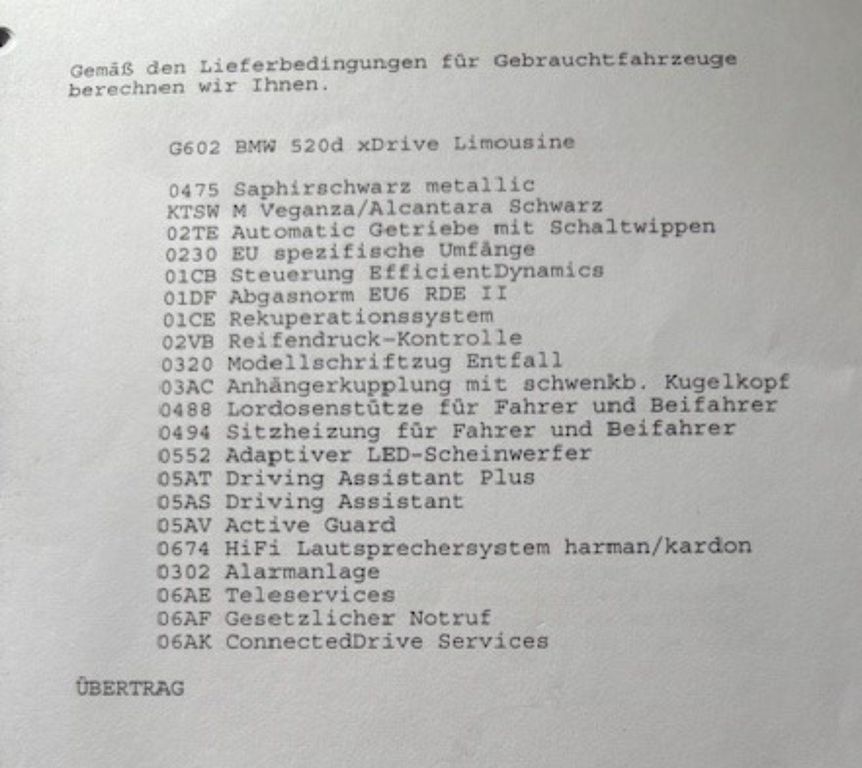 Gemäß den Lieferbedingungen für Gebrauchtfahrzeuge
berechnen wir Ihnen.
G602 BMW 520d xDrive Limousine
0475 Saphirschwarz metallic
KTSW M Veganza/Alcantara Schwarz
02TE Automatic Getriebe mit Schaltwippen
0230 EU spezifische Umfänge
01CB Steuerung EfficientDynamics
01DF Abgasnorm EU6 RDE II
01CE Rekuperationssystem
02VB Reifendruck-Kontrolle
0320 Modellschriftzug Entfall
03AC Anhängerkupplung mit schwenkb. Kugelkopf
0488 Lordosenstütze für Fahrer und Beifahrer
0494 Sitzheizung für Fahrer und Beifahrer
0552 Adaptiver LED-Scheinwerfer
05AT Driving Assistant Plus
05AS Driving Assistant
05AV Active Guard
0674 HiFi Lautsprechersystem harman/kardon
0302 Alarmanlage
06AE Teleservices
06AF Gesetzlicher Notruf
06AK ConnectedDrive Services
ÜBERTRAG